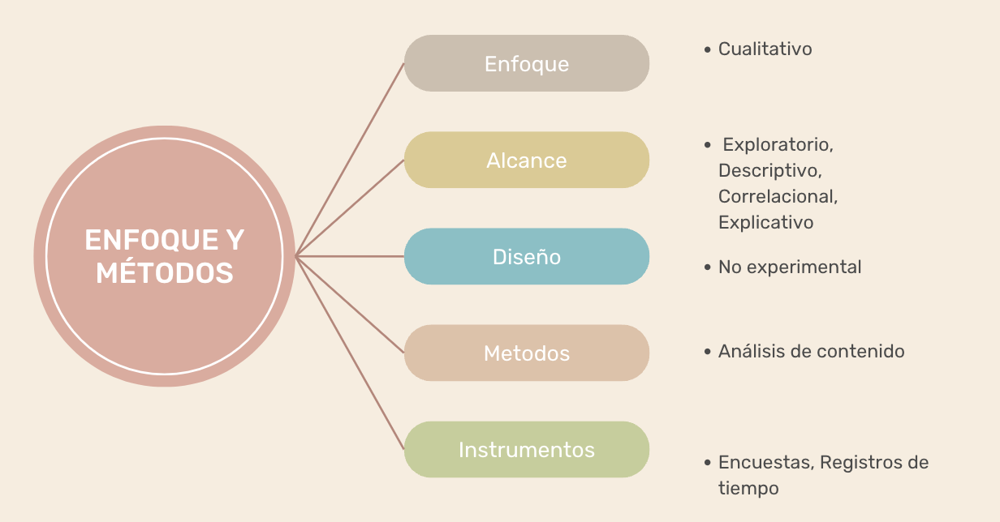 ENFOQUE Y
MÉTODOS
Enfoque
• Cualitativo
Alcance
• Exploratorio,
Descriptivo,
Correlacional,
Explicativo
Diseño
• No experimental
Metodos
• Análisis de contenido
Instrumentos
• Encuestas, Registros de
tiempo